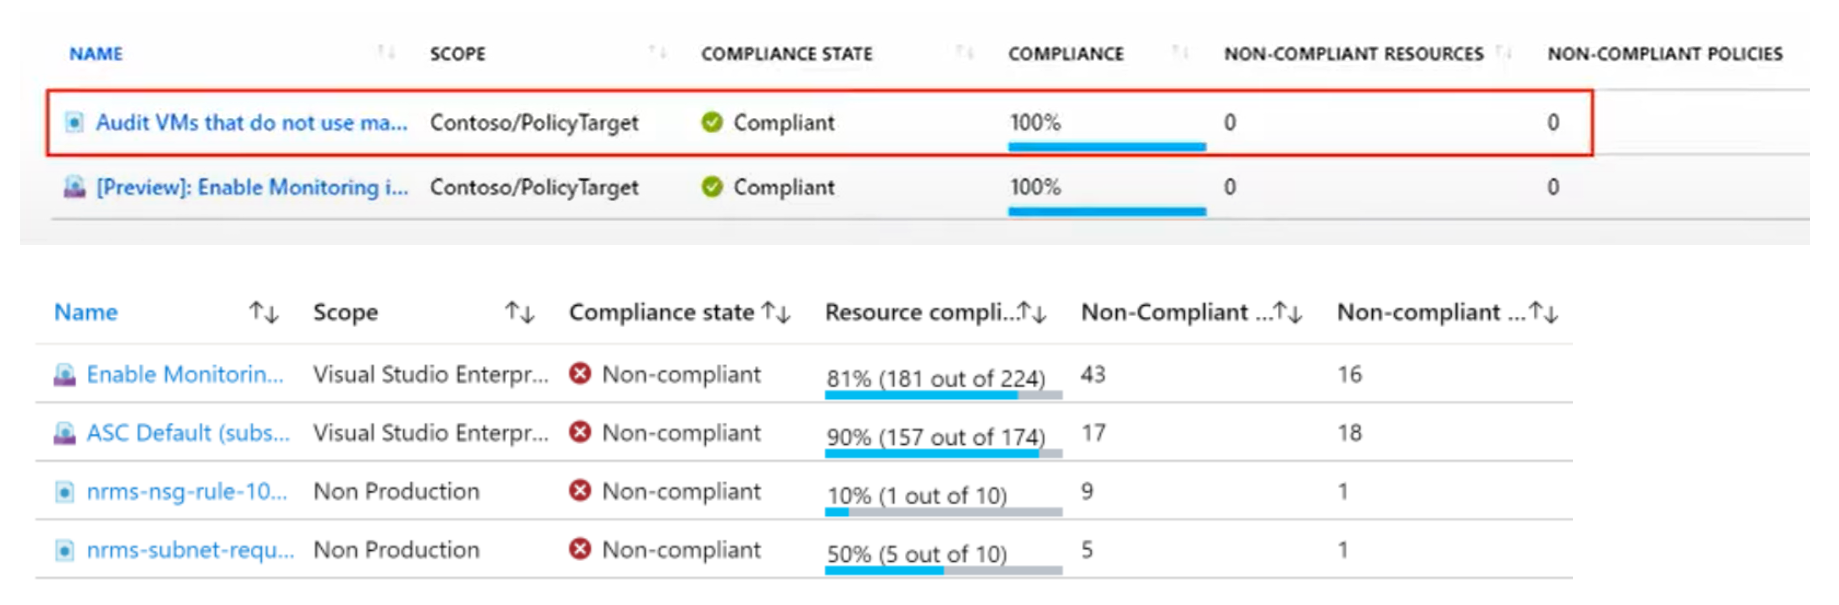 NAME ↑↓ SCOPE ↑↓ COMPLIANCE STATE ↑↓ COMPLIANCE ↑↓ NON-COMPLIANT RESOURCES ↑↓ NON-COMPLIANT POLICIES
Audit VMs that do not use ma... Contoso/PolicyTarget Compliant 100% 0 0
[Preview]: Enable Monitoring i... Contoso/PolicyTarget Compliant 100% 0 0
Name ↑↓ Scope ↑↓ Compliance state ↑↓ Resource compli...↑↓ Non-Compliant ...↑↓ Non-compliant ...↑↓
Enable Monitorin... Visual Studio Enterpr... Non-compliant 81% (181 out of 224) 43 16
ASC Default (subs... Visual Studio Enterpr... Non-compliant 90% (157 out of 174) 17 18
nrms-nsg-rule-10... Non Production Non-compliant 10% (1 out of 10) 9 1
nrms-subnet-requ... Non Production Non-compliant 50% (5 out of 10) 5 1